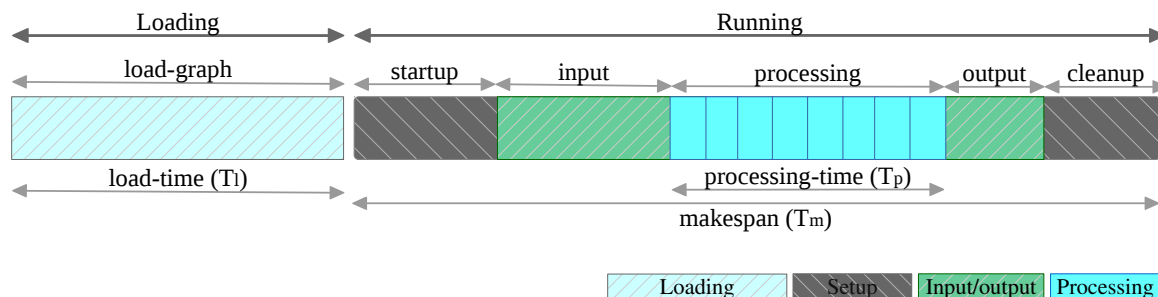 Loading Running
load-graph startup input processing output cleanup
load-time (Tl) processing-time (Tp)
makespan (Tm)
Loading Setup Input/output Processing